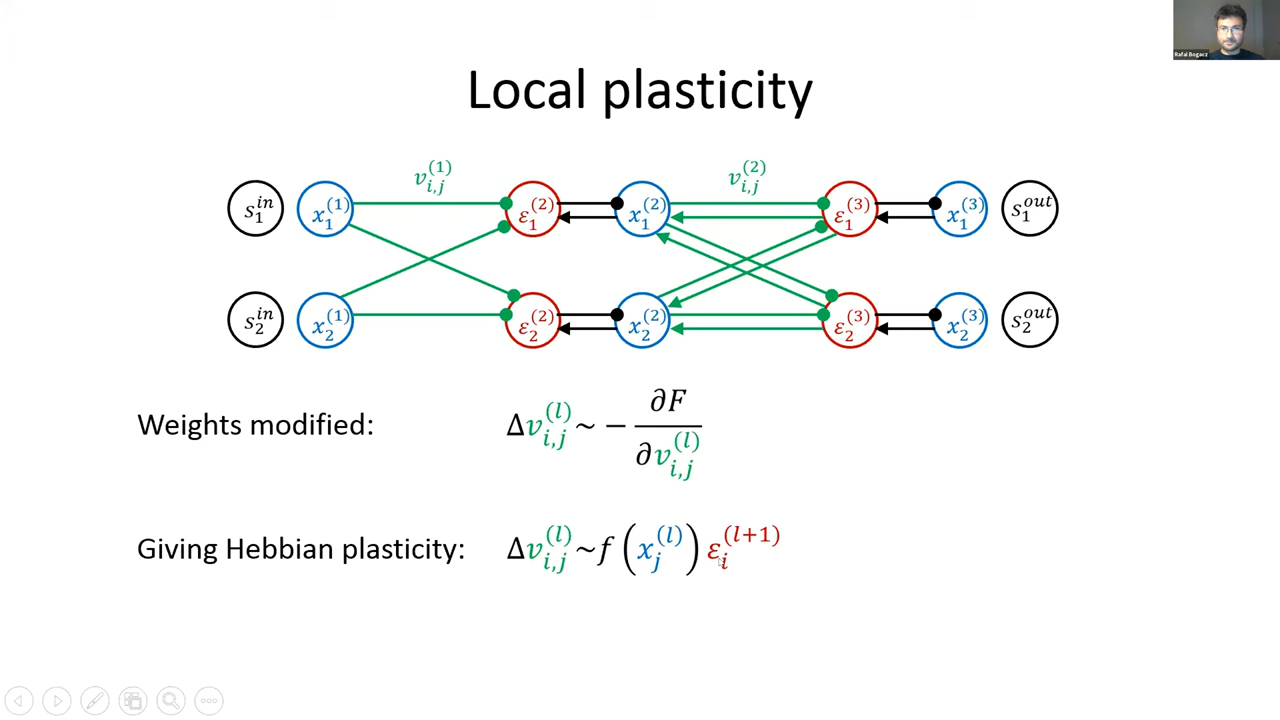 Rafal Bogacz
Local plasticity
v_{i,j}^{(1)} v_{i,j}^{(2)}
s_1^{in} x_1^{(1)} ε_1^{(2)} x_1^{(2)} ε_1^{(3)} x_1^{(3)} s_1^{out}
s_2^{in} x_2^{(1)} ε_2^{(2)} x_2^{(2)} ε_2^{(3)} x_2^{(3)} s_2^{out}
Weights modified: Δv_{i,j}^{(l)} ~ − ∂F / ∂v_{i,j}^{(l)}
Giving Hebbian plasticity: Δv_{i,j}^{(l)} ~ f(x_j^{(l)}) ε_i^{(l+1)}